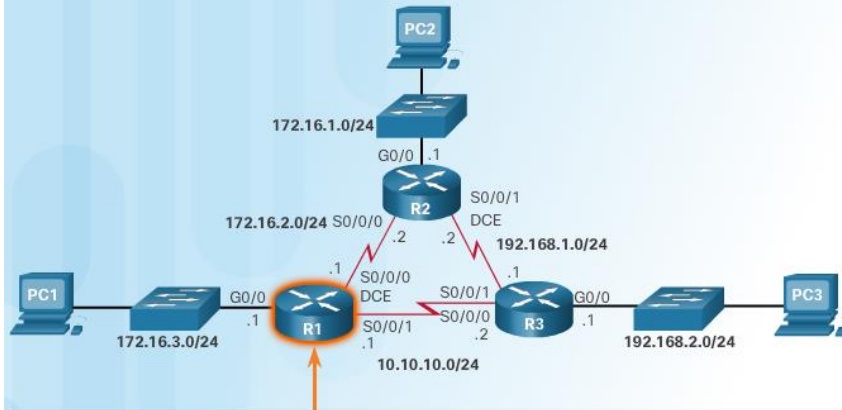 PC2
172.16.1.0/24
G0/0 .1
S0/0/1
R2
DCE
172.16.2.0/24 S0/0/0
.2 .2
192.168.1.0/24
.1 .1
S0/0/0
PC1
G0/0 DCE
S0/0/1 G0/0
PC3
.1 R1
S0/0/0 R3
.1
S0/0/1
.1 .2
172.16.3.0/24
192.168.2.0/24
10.10.10.0/24